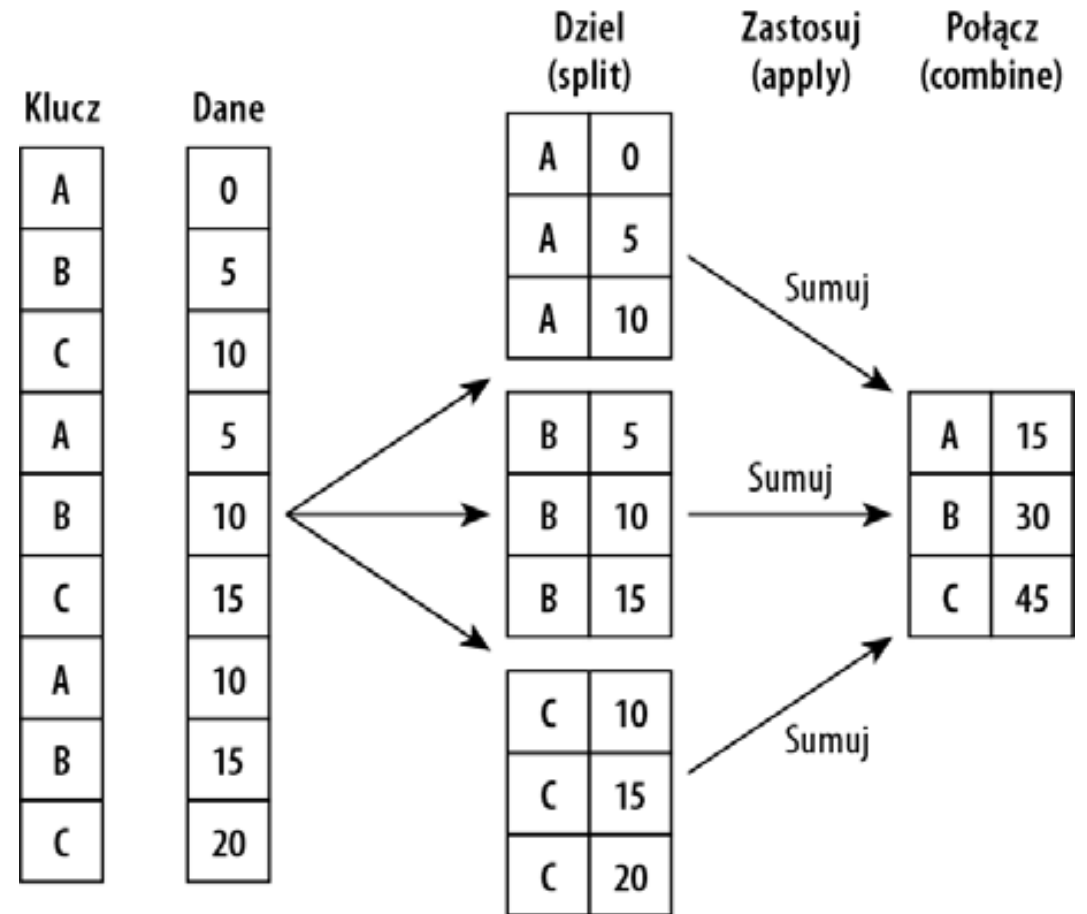 Klucz
A
B
C
A
B
C
A
B
C
Dane
0
5
10
5
10
15
10
15
20
Dziel
(split)
A 0
A 5
A 10
B 5
B 10
B 15
C 10
C 15
C 20
Zastosuj
(apply)
Sumuj
Sumuj
Sumuj
Połącz
(combine)
A 15
B 30
C 45